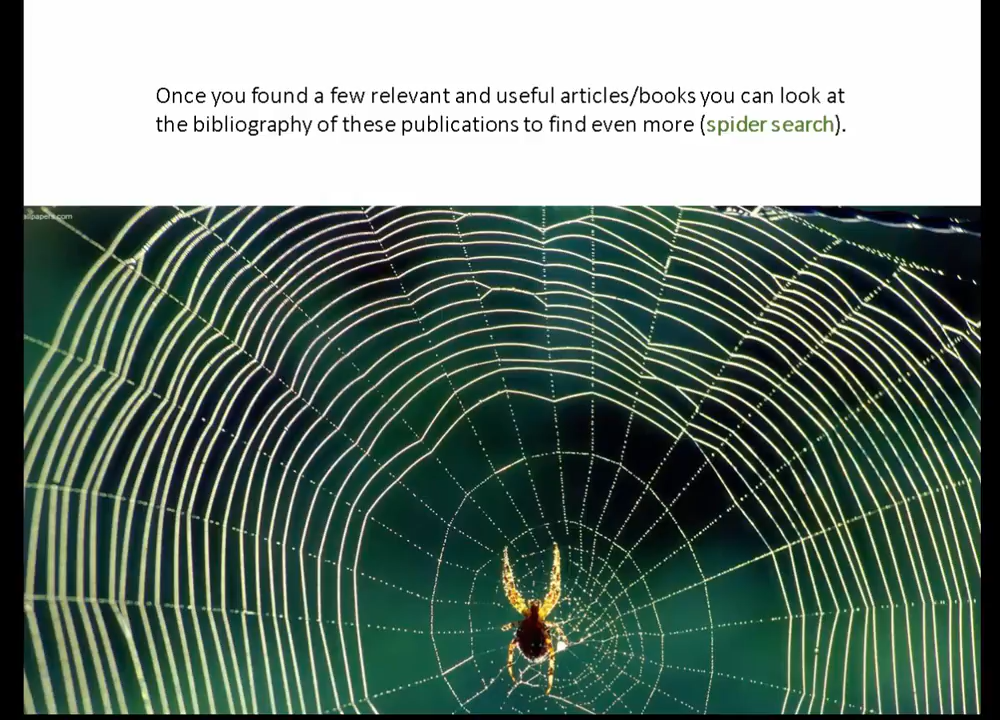 Once you found a few relevant and useful articles/books you can look at
the bibliography of these publications to find even more (spider search).